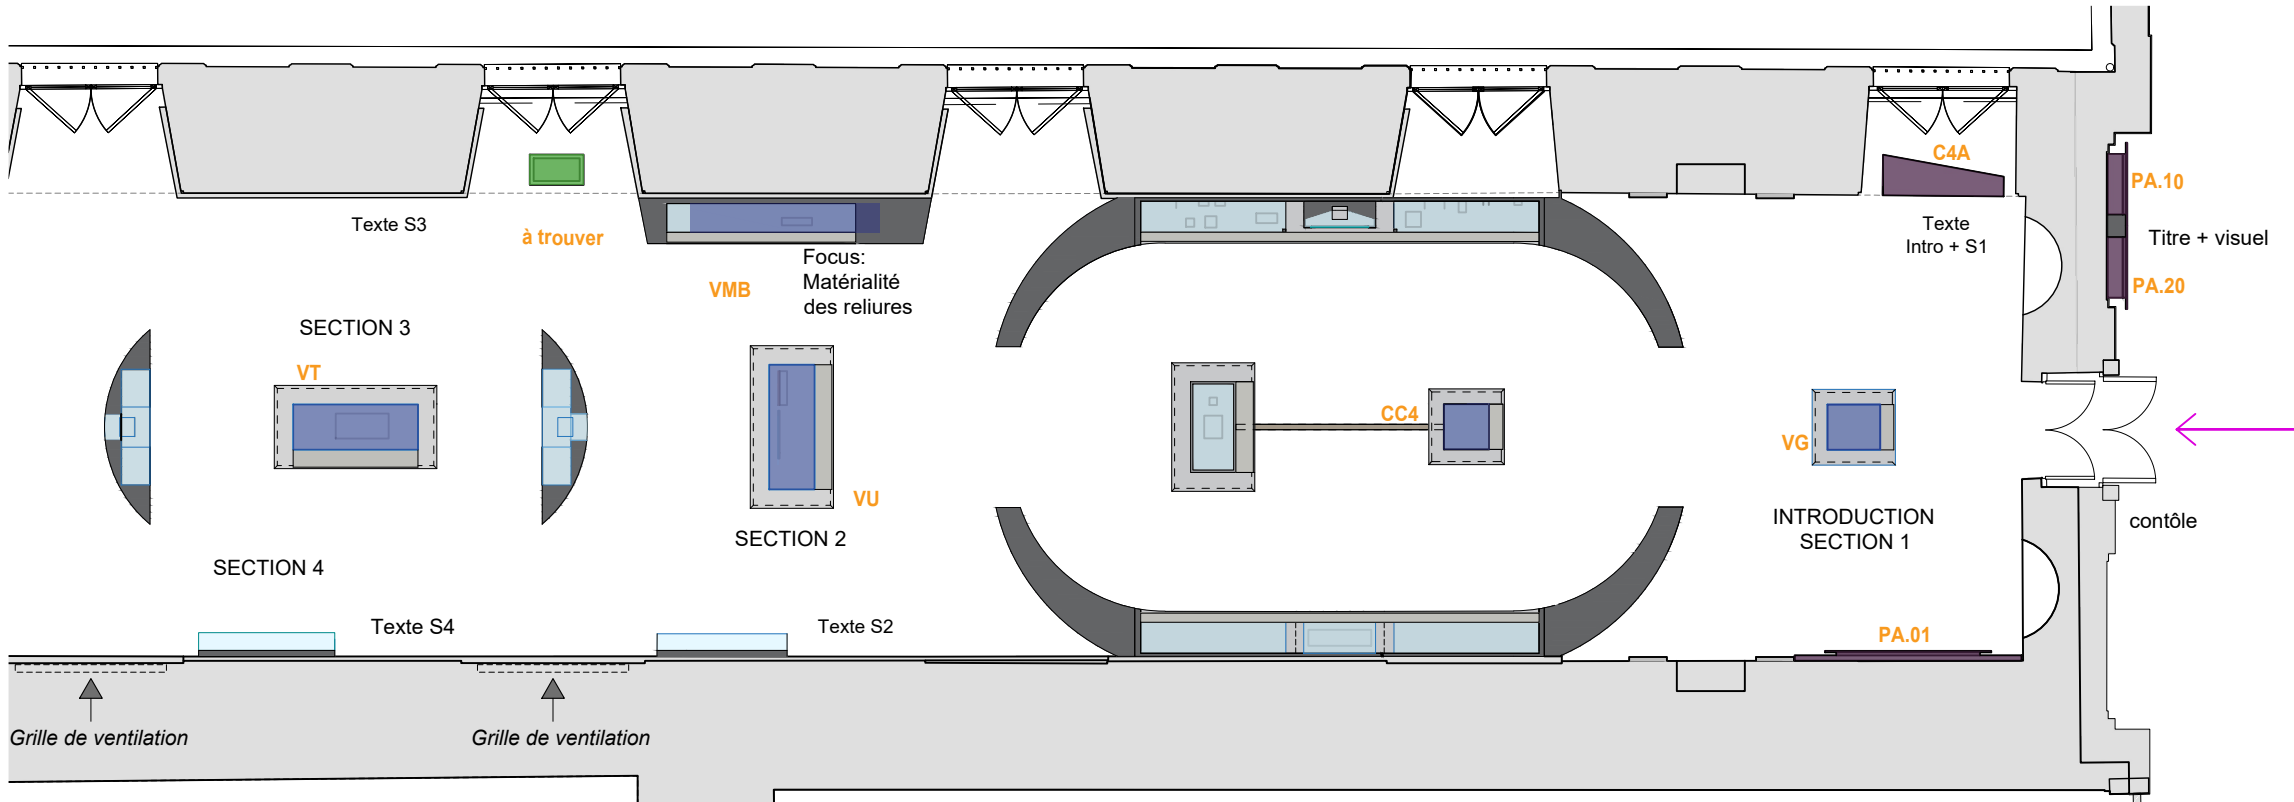 C4A
PA.10
Texte S3
à trouver
Texte
Intro + S1
Titre + visuel
Focus:
Matérialité
des reliures
VMB
PA.20
SECTION 3
VT
CC4
VG
VU
SECTION 2
INTRODUCTION
SECTION 1
contôle
SECTION 4
Texte S4
Texte S2
PA.01
Grille de ventilation
Grille de ventilation